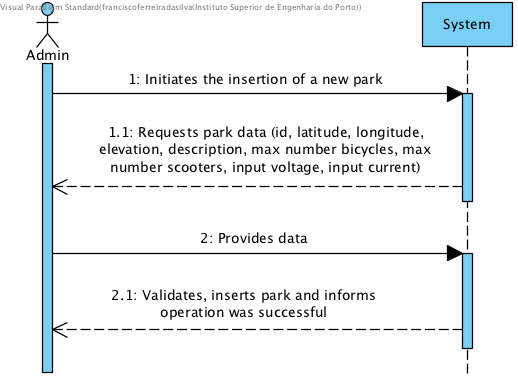 Visual Paradigm Standard(franciscoferreiradasilva(Instituto Superior de Engenharia do Porto))
System
Admin
1: Initiates the insertion of a new park
1.1: Requests park data (id, latitude, longitude,
elevation, description, max number bicycles, max
number scooters, input voltage, input current)
2: Provides data
2.1: Validates, inserts park and informs
operation was successful